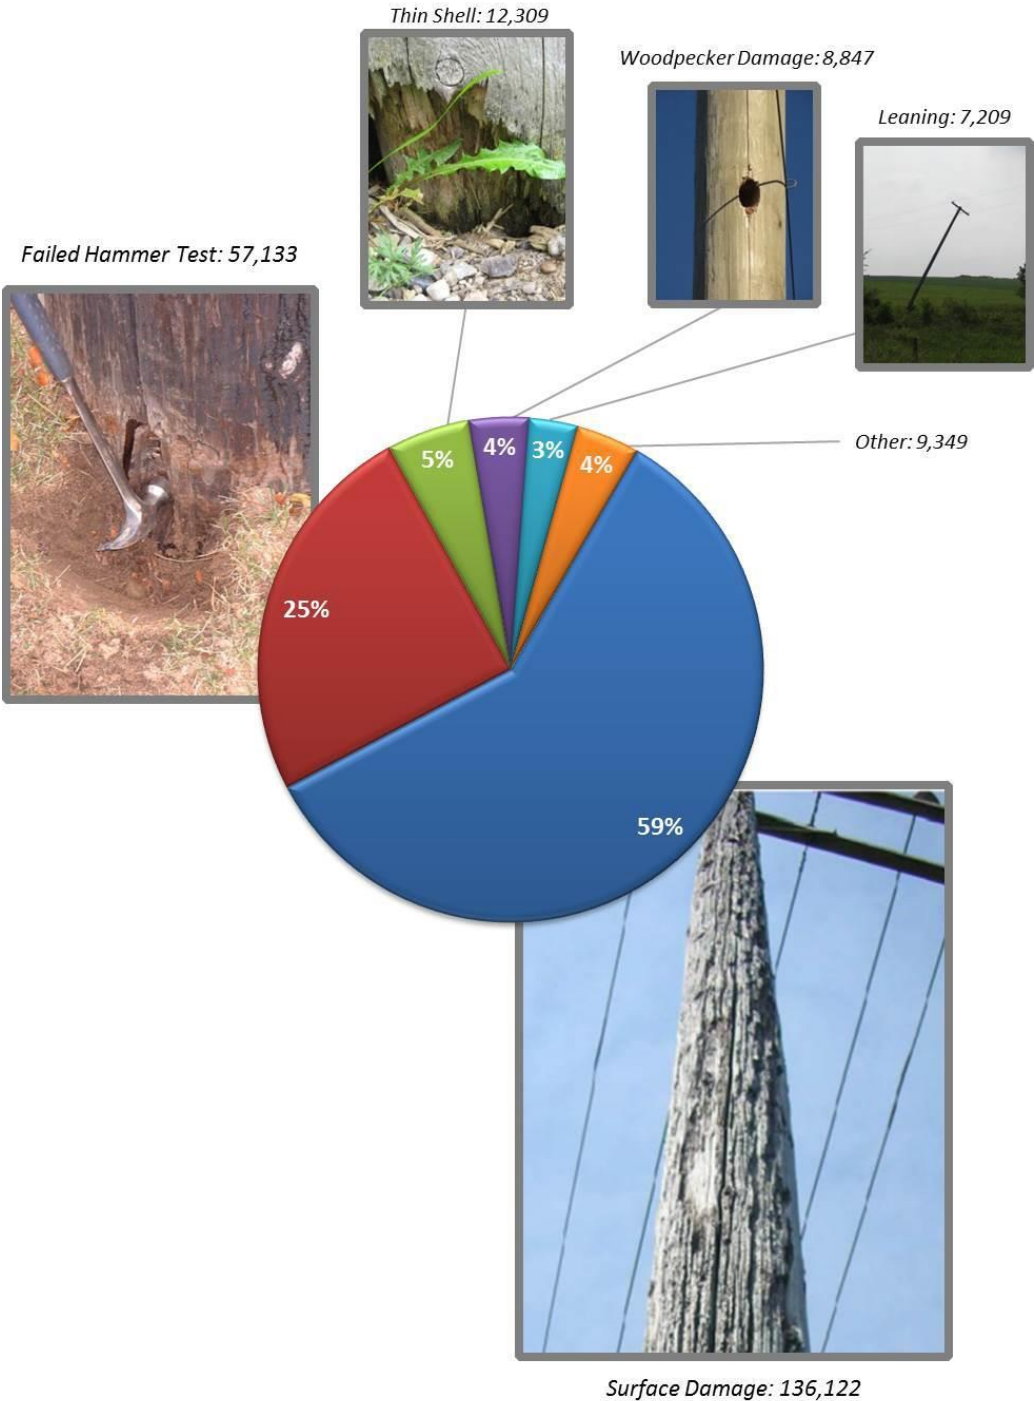 Thin Shell: 12,309
Woodpecker Damage: 8,847
Leaning: 7,209
Failed Hammer Test: 57,133
Other: 9,349
5%
4%
3%
4%
25%
59%
Surface Damage: 136,122